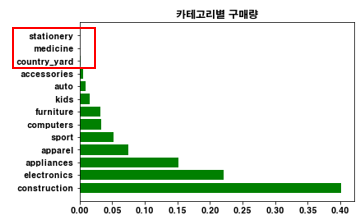 카테고리별 구매량
stationery
medicine
country_yard
accessories
auto
kids
furniture
computers
sport
apparel
appliances
electronics
construction
0.00 0.05 0.10 0.15 0.20 0.25 0.30 0.35 0.40